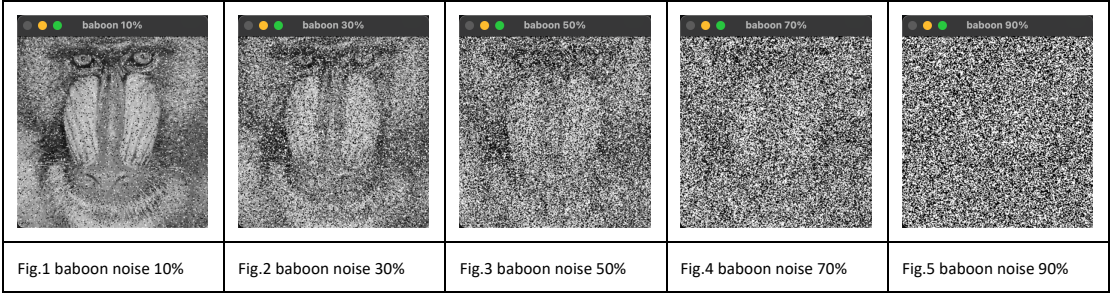 baboon 10%
baboon 30%
baboon 50%
baboon 70%
baboon 90%
Fig.1 baboon noise 10%
Fig.2 baboon noise 30%
Fig.3 baboon noise 50%
Fig.4 baboon noise 70%
Fig.5 baboon noise 90%